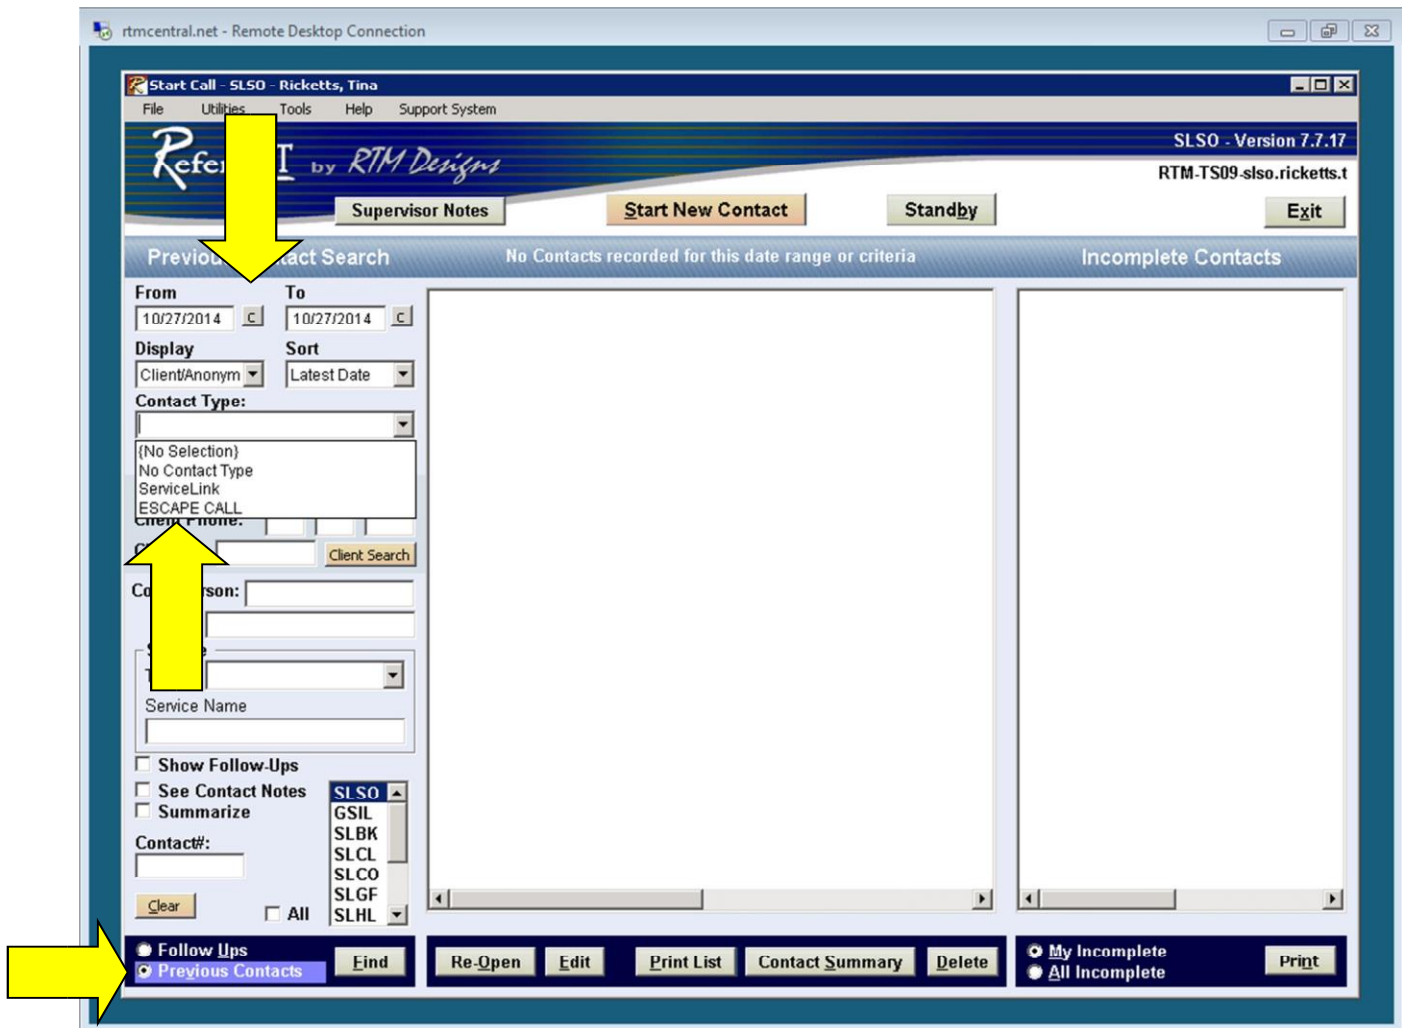 rtmcentral.net - Remote Desktop Connection
Start Call - SLSO - Ricketts, Tina
File Utilities Tools Help Support System
by RTM Designs
SLSO - Version 7.7.17
RTM-TS09-slso.ricketts.t
Supervisor Notes Start New Contact Standby Exit
Search No Contacts recorded for this date range or criteria Incomplete Contacts
From To
10/27/2014 C 10/27/2014 C
Display Sort
Client/Anonym Latest Date
Contact Type:
{No Selection}
No Contact Type
ServiceLink
ESCAPE CALL
Client Phone:
Client Search
Service Name
Show Follow-Ups
See Contact Notes
Summarize
Contact#:
Clear
All
SLSO
GSIL
SLBK
SLCL
SLCO
SLGF
SLHL
Follow Ups
Previous Contacts
Find
Re-Open Edit Print List Contact Summary Delete
My Incomplete
All Incomplete
Print